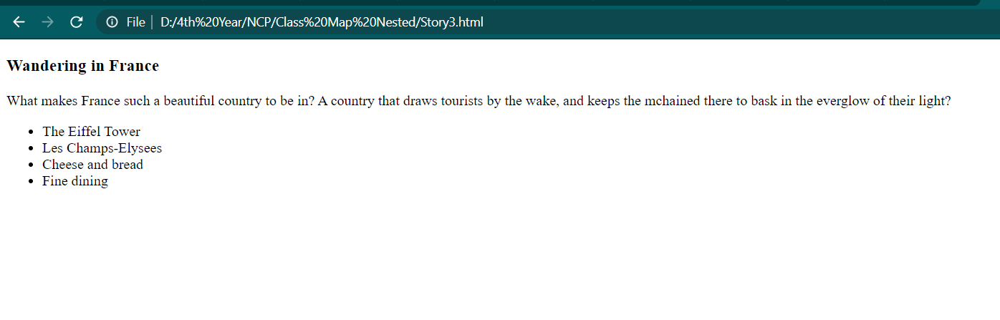 File | D:/4th%20Year/NCP/Class%20Map%20Nested/Story3.html
Wandering in France
What makes France such a beautiful country to be in? A country that draws tourists by the wake, and keeps the mchained there to bask in the everglow of their light?
• The Eiffel Tower
• Les Champs-Elysees
• Cheese and bread
• Fine dining